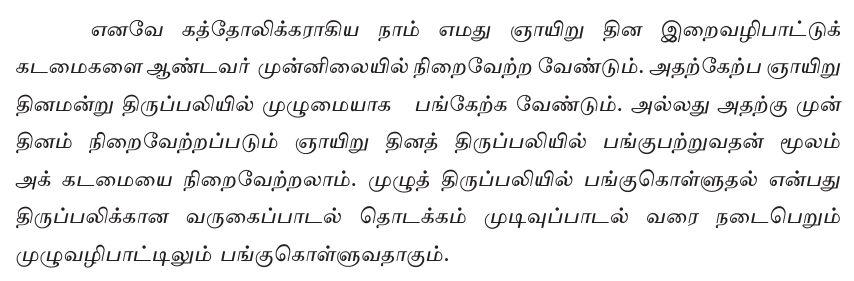 எனவே கத்தோலிக்கராகிய நாம் எமது ஞாயிறு தின இறைவழிபாட்டுக்
கடமைகளை ஆண்டவர் முன்னிலையில் நிறைவேற்ற வேண்டும். அதற்கேற்ப ஞாயிறு
தினமன்று திருப்பலியில் முழுமையாக பங்கேற்க வேண்டும். அல்லது அதற்கு முன்
தினம் நிறைவேற்றப்படும் ஞாயிறு தினத் திருப்பலியில் பங்குபற்றுவதன் மூலம்
அக் கடமையை நிறைவேற்றலாம். முழுத் திருப்பலியில் பங்குகொள்ளுதல் என்பது
திருப்பலிக்கான வருகைப்பாடல் தொடக்கம் முடிவுப்பாடல் வரை நடைபெறும்
முழுவழிபாட்டிலும் பங்குகொள்ளுவதாகும்.